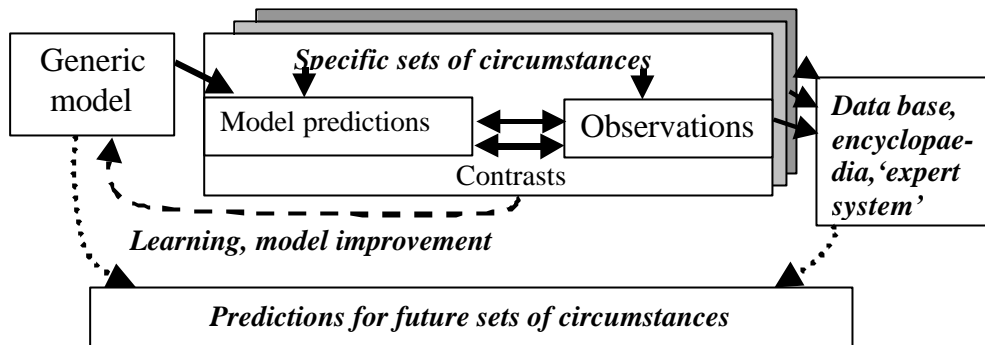 Generic
model
Specific sets of circumstances
Model predictions
Observations
Contrasts
Data base,
encyclopae-
dia,‘expert
system’
Learning, model improvement
Predictions for future sets of circumstances